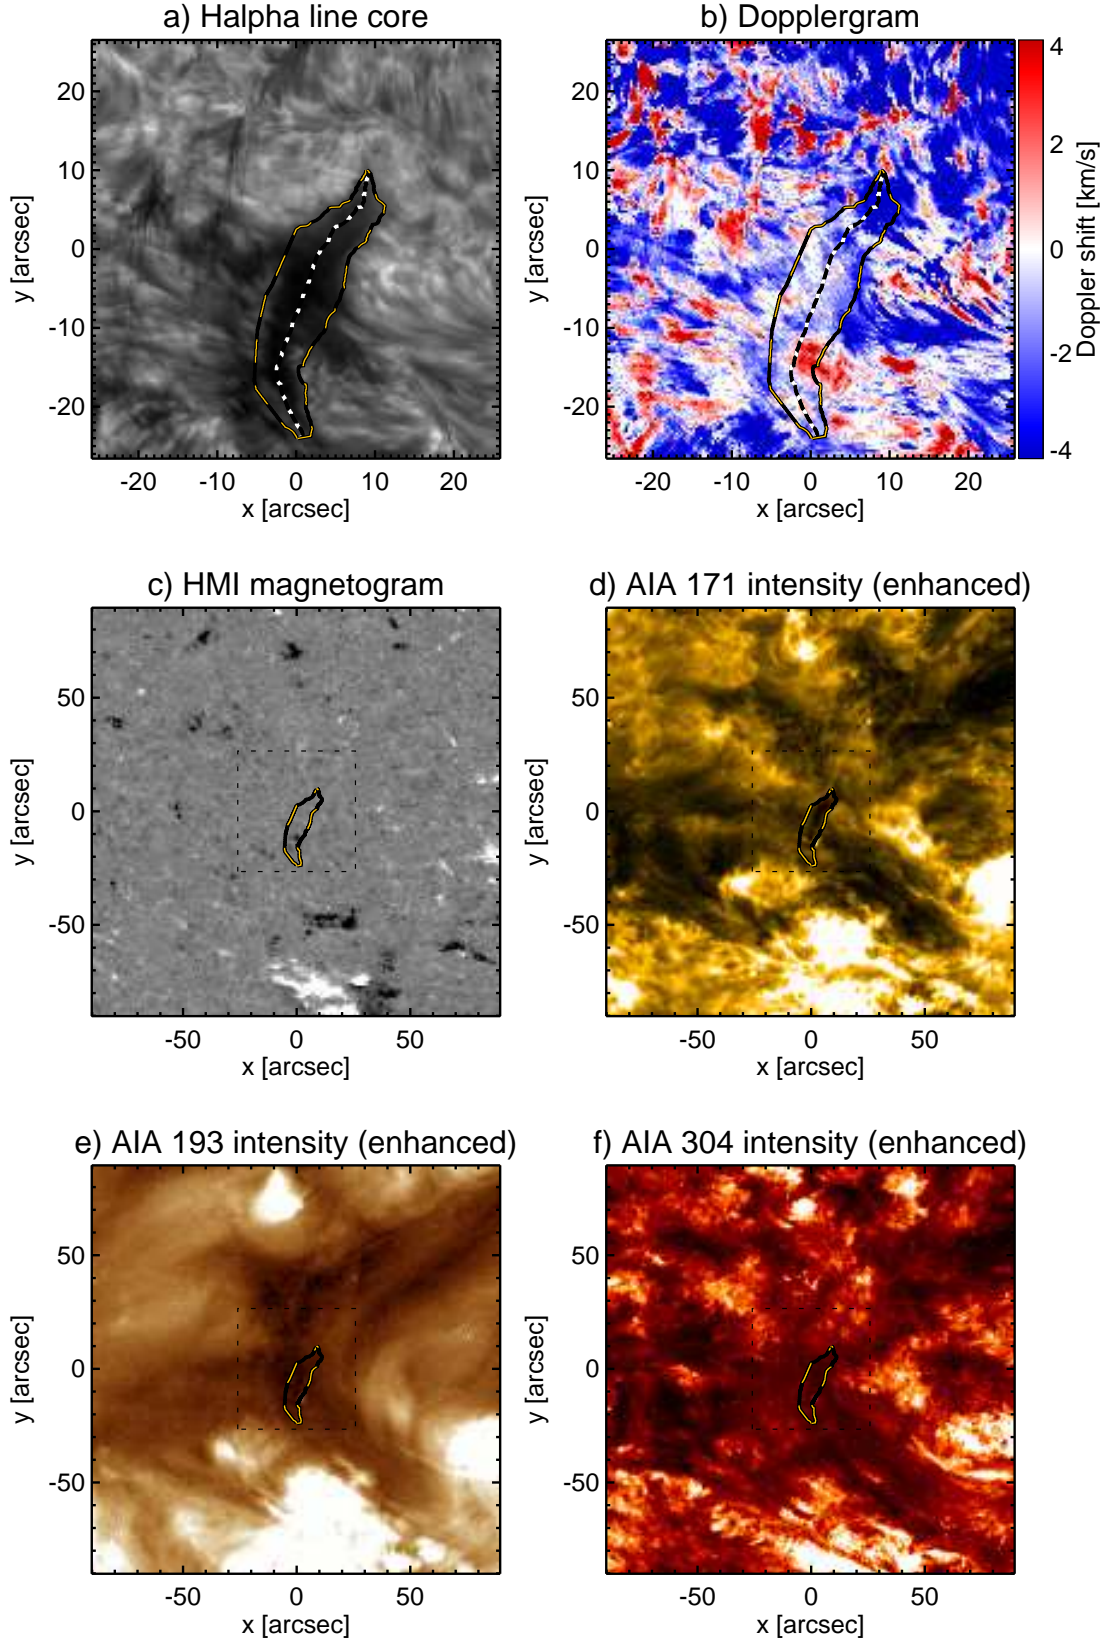 a) Halpha line core
b) Dopplergram
y [arcsec]
20
10
0
-10
-20
-20 -10 0 10 20
x [arcsec]
y [arcsec]
20
10
0
-10
-20
-20 -10 0 10 20
x [arcsec]
4
2
0
-2
-4
Doppler shift [km/s]
c) HMI magnetogram
d) AIA 171 intensity (enhanced)
y [arcsec]
50
0
-50
-50 0 50
x [arcsec]
y [arcsec]
50
0
-50
-50 0 50
x [arcsec]
e) AIA 193 intensity (enhanced)
f) AIA 304 intensity (enhanced)
y [arcsec]
50
0
-50
-50 0 50
x [arcsec]
y [arcsec]
50
0
-50
-50 0 50
x [arcsec]